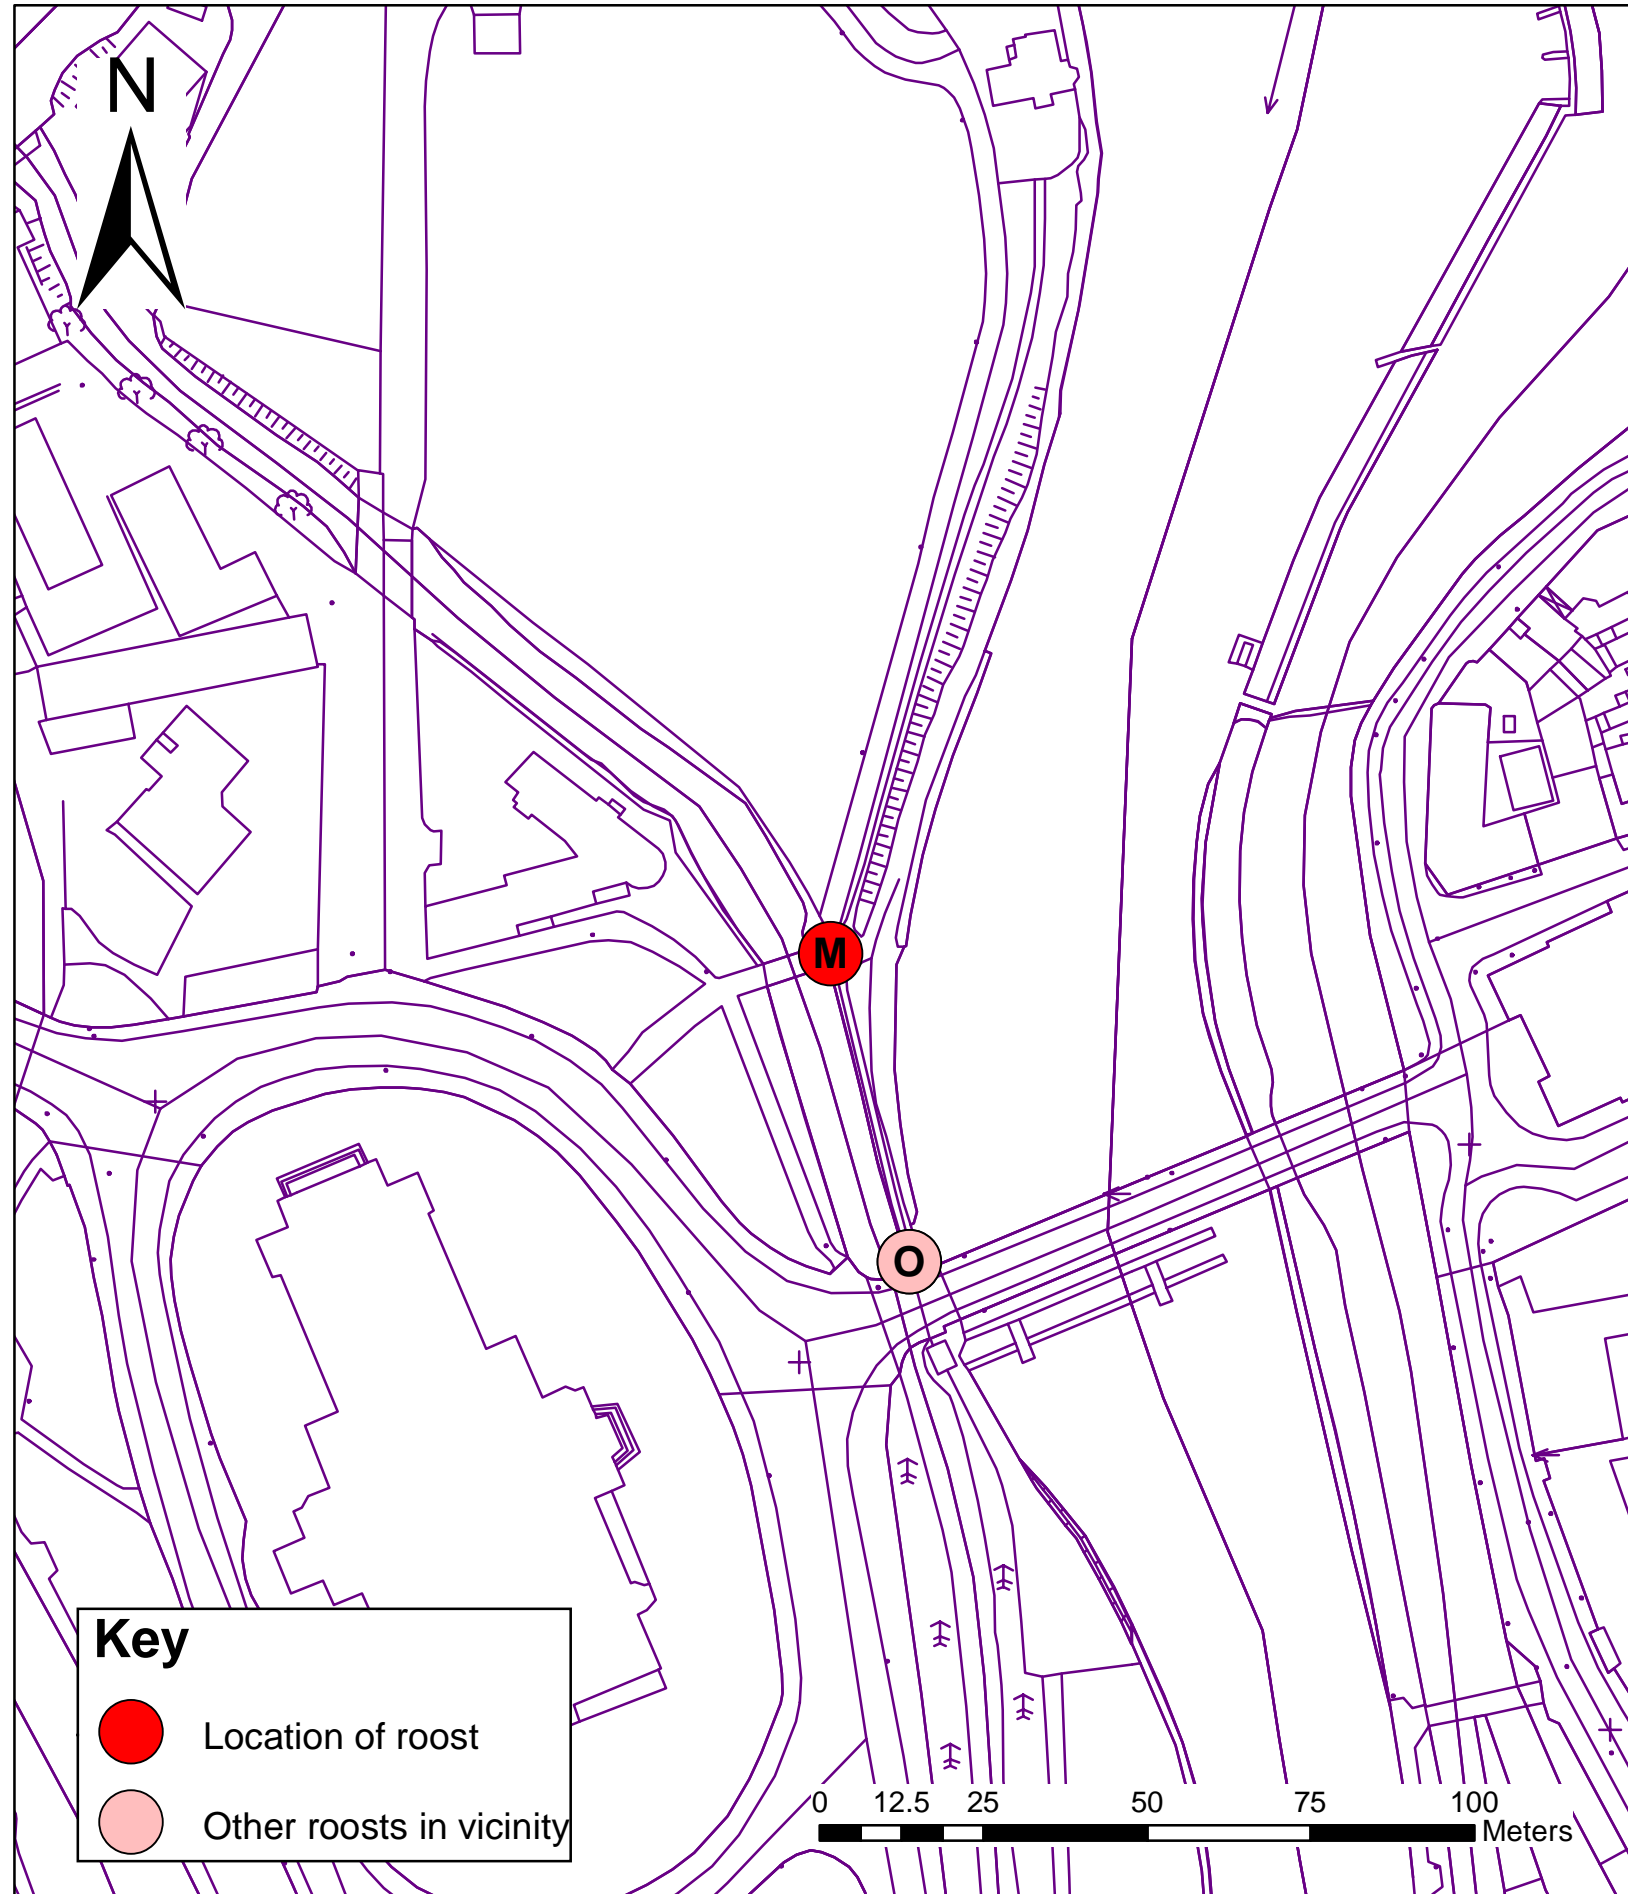 N
M
O
Key
Location of roost
Other roosts in vicinity
0 12.5 25 50 75 100
Meters